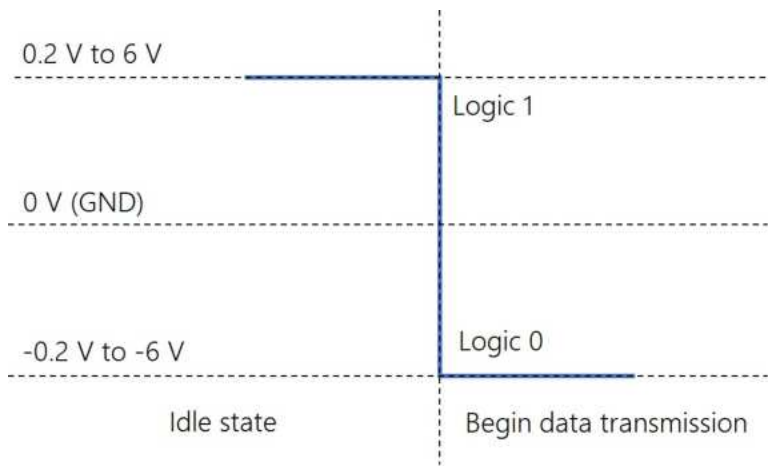 0.2 V to 6 V
Logic 1
0 V (GND)
Logic 0
-0.2 V to -6 V
Idle state
Begin data transmission